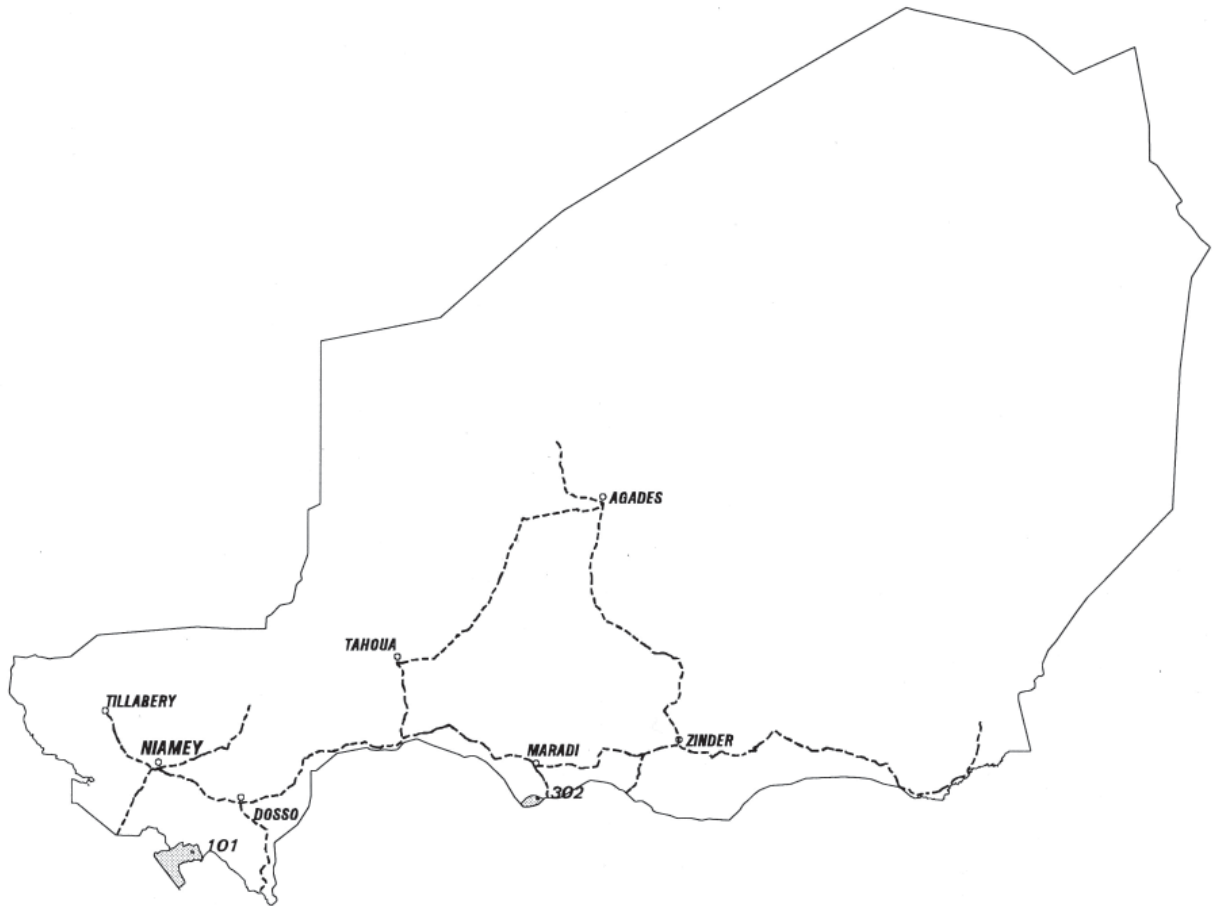 AGADES
TAHOUA
TILLABERY
NIAMEY
ZINDER
MARADI
302
DOSSO
101